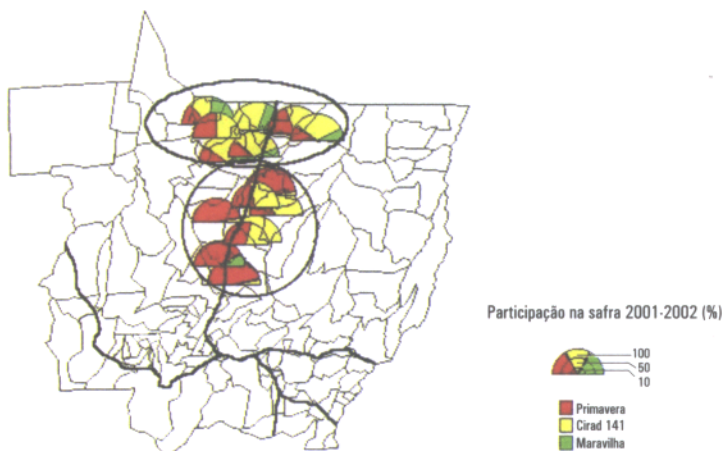 Participação na safra 2001-2002 (%)
100
50
10
Primavera
Cirad 141
Maravilha